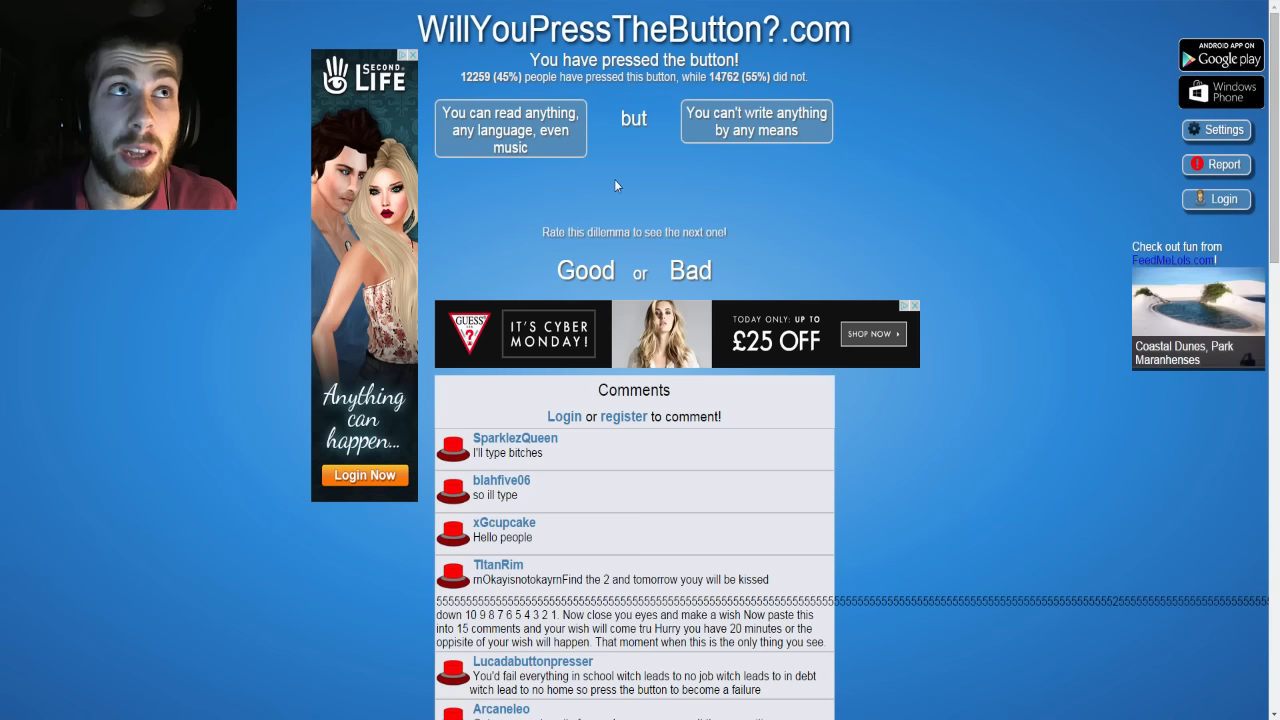 WillYouPressTheButton?.com
You have pressed the button!
12259 (45%) people have pressed this button, while 14762 (55%) did not.
You can read anything,
any language, even
music
but
You can't write anything
by any means
Rate this dillemma to see the next one!
Good or Bad
SECOND
LIFE
Anything
can
happen...
Login Now
GUESS
?
IT'S CYBER
MONDAY!
TODAY ONLY: UP TO
£25 OFF
SHOP NOW
Comments
Login or register to comment!
SparklezQueen
I'll type bitches
blahfive06
so ill type
xGcupcake
Hello people
TItanRim
rnOkayisnotokayrnFind the 2 and tomorrow youy will be kissed
down 10 9 8 7 6 5 4 3 2 1. Now close you eyes and make a wish Now paste this
into 15 comments and your wish will come tru Hurry you have 20 minutes or the
oppisite of your wish will happen. That moment when this is the only thing you see.
Lucadabuttonpresser
You'd fail everything in school witch leads to no job witch leads to in debt
witch lead to no home so press the button to become a failure
Arcaneleo
ANDROID APP ON
Google play
Windows
Phone
Settings
Report
Login
Check out fun from
FeedMeLols.com!
Coastal Dunes, Park
Maranhenses